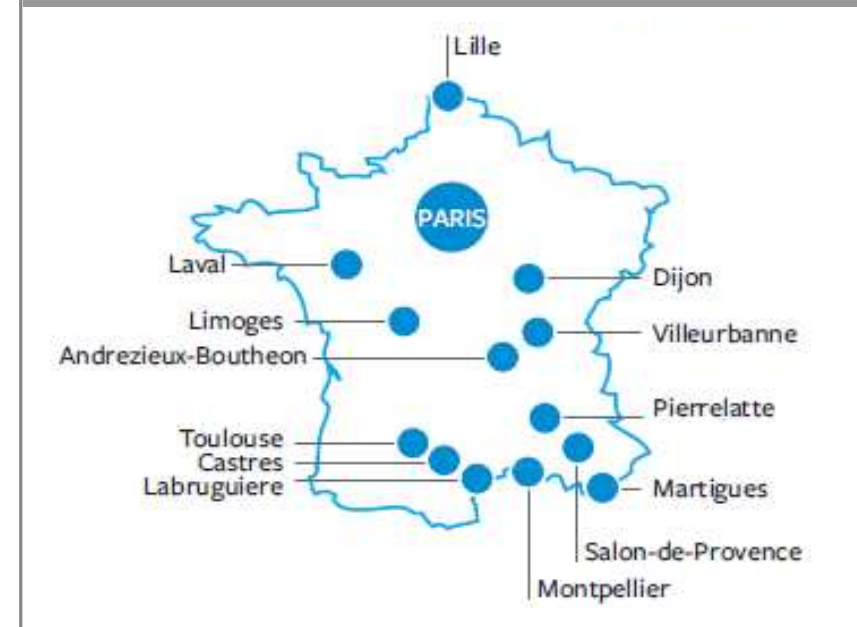 Lille
PARIS
Laval
Dijon
Limoges
Villeurbanne
Andrezieux-Boutheon
Pierrelatte
Toulouse
Castres
Labruguiere
Martigues
Salon-de-Provence
Montpellier